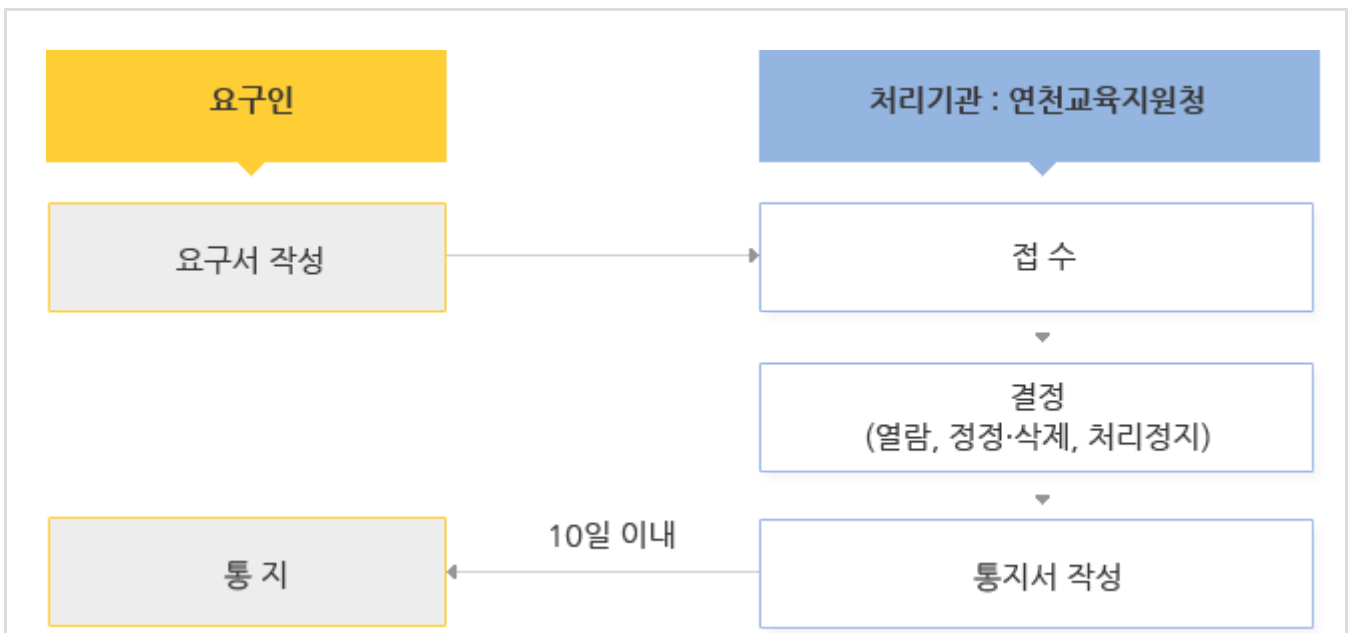 요구인
처리기관 : 연천교육지원청
요구서 작성
접 수
결정
(열람, 정정·삭제, 처리정지)
10일 이내
통 지
통지서 작성